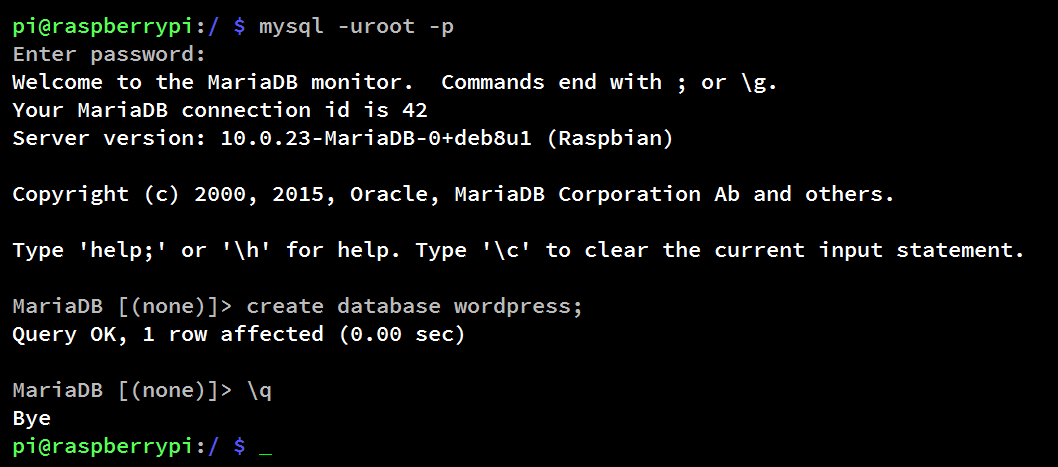 pi@raspberrypi:/ $ mysql -uroot -p
Enter password:
Welcome to the MariaDB monitor.  Commands end with ; or \g.
Your MariaDB connection id is 42
Server version: 10.0.23-MariaDB-0+deb8u1 (Raspbian)
Copyright (c) 2000, 2015, Oracle, MariaDB Corporation Ab and others.
Type 'help;' or '\h' for help. Type '\c' to clear the current input statement.
MariaDB [(none)]> create database wordpress;
Query OK, 1 row affected (0.00 sec)
MariaDB [(none)]> \q
Bye
pi@raspberrypi:/ $ _